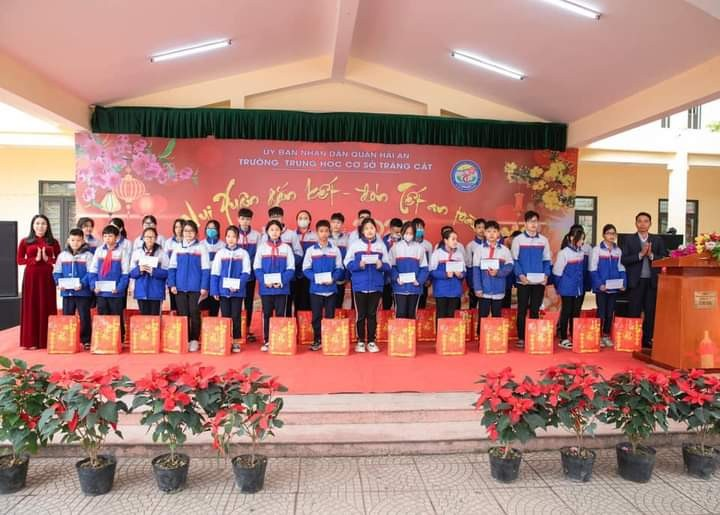 ỦY BAN NHÂN DÂN QUẬN HẢI AN
TRƯỜNG TRUNG HỌC CƠ SỞ TRÀNG CÁT
Vui Xuân gắn kết - đón Tết an toàn